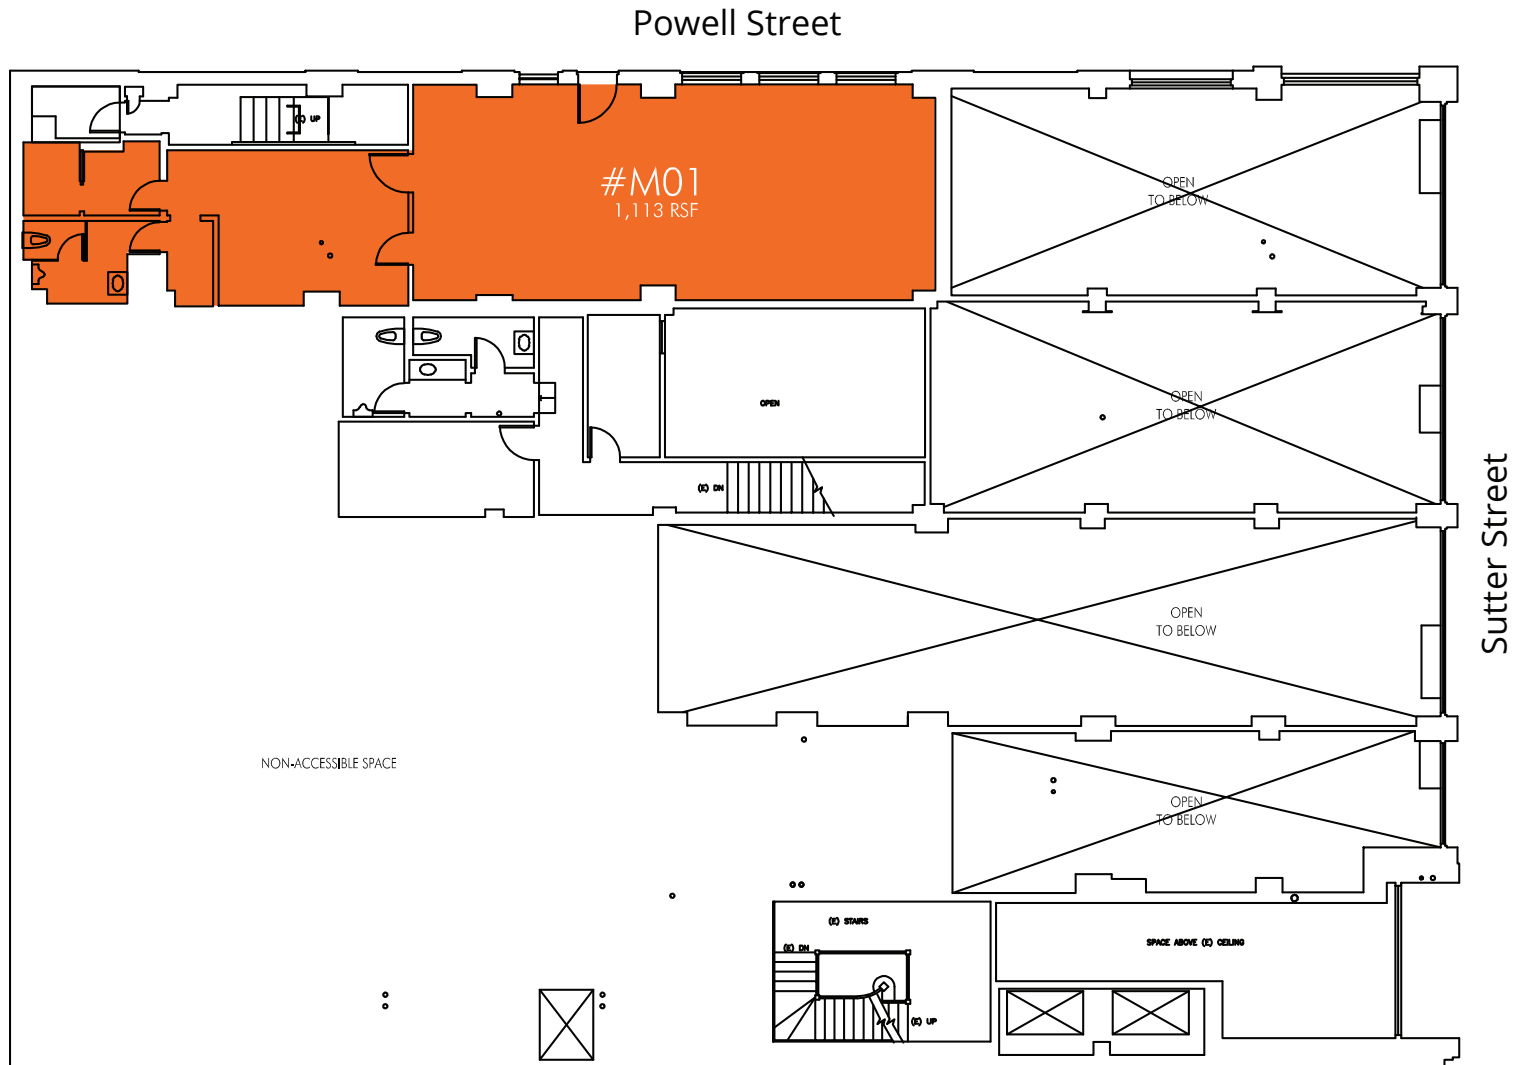 Powell Street
(E) UP
#M01
1,113 RSF
OPEN
TO BELOW
OPEN
OPEN
TO BELOW
(E) DN
Sutter Street
OPEN
TO BELOW
NON-ACCESSIBLE SPACE
OPEN
TO BELOW
(E) STAIRS
(E) DN
SPACE ABOVE (E) CEILING
(E) UP